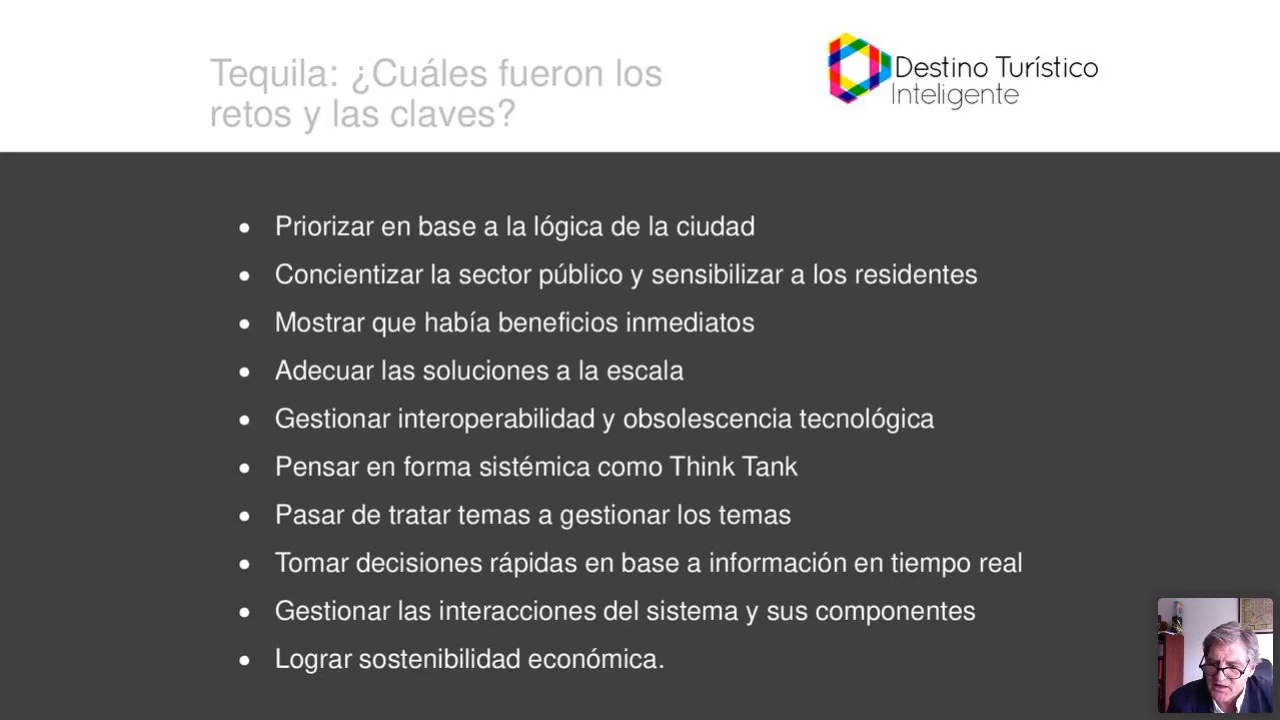 Tequila: ¿Cuáles fueron los
retos y las claves?
Destino Turístico
Inteligente
Priorizar en base a la lógica de la ciudad
Concientizar la sector público y sensibilizar a los residentes
Mostrar que había beneficios inmediatos
Adecuar las soluciones a la escala
Gestionar interoperabilidad y obsolescencia tecnológica
Pensar en forma sistémica como Think Tank
Pasar de tratar temas a gestionar los temas
Tomar decisiones rápidas en base a información en tiempo real
Gestionar las interacciones del sistema y sus componentes
Lograr sostenibilidad económica.